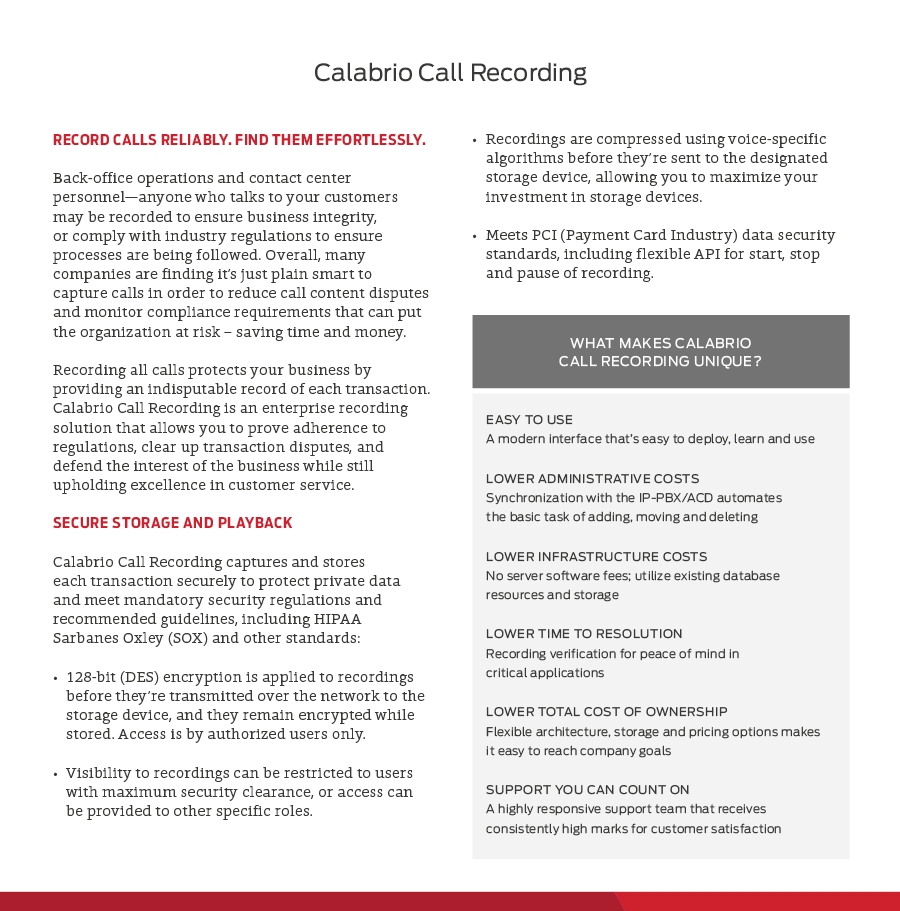 Calabrio Call Recording
RECORD CALLS RELIABLY. FIND THEM EFFORTLESSLY.
Back-office operations and contact center
personnel—anyone who talks to your customers
may be recorded to ensure business integrity,
or comply with industry regulations to ensure
processes are being followed. Overall, many
companies are finding it's just plain smart to
capture calls in order to reduce call content disputes
and monitor compliance requirements that can put
the organization at risk – saving time and money.
Recording all calls protects your business by
providing an indisputable record of each transaction.
Calabrio Call Recording is an enterprise recording
solution that allows you to prove adherence to
regulations, clear up transaction disputes, and
defend the interest of the business while still
upholding excellence in customer service.
SECURE STORAGE AND PLAYBACK
Calabrio Call Recording captures and stores
each transaction securely to protect private data
and meet mandatory security regulations and
recommended guidelines, including HIPAA
Sarbanes Oxley (SOX) and other standards:
• 128-bit (DES) encryption is applied to recordings
before they're transmitted over the network to the
storage device, and they remain encrypted while
stored. Access is by authorized users only.
• Visibility to recordings can be restricted to users
with maximum security clearance, or access can
be provided to other specific roles.
• Recordings are compressed using voice-specific
algorithms before they're sent to the designated
storage device, allowing you to maximize your
investment in storage devices.
• Meets PCI (Payment Card Industry) data security
standards, including flexible API for start, stop
and pause of recording.
WHAT MAKES CALABRIO
CALL RECORDING UNIQUE?
EASY TO USE
A modern interface that's easy to deploy, learn and use
LOWER ADMINISTRATIVE COSTS
Synchronization with the IP-PBX/ACD automates
the basic task of adding, moving and deleting
LOWER INFRASTRUCTURE COSTS
No server software fees; utilize existing database
resources and storage
LOWER TIME TO RESOLUTION
Recording verification for peace of mind in
critical applications
LOWER TOTAL COST OF OWNERSHIP
Flexible architecture, storage and pricing options makes
it easy to reach company goals
SUPPORT YOU CAN COUNT ON
A highly responsive support team that receives
consistently high marks for customer satisfaction